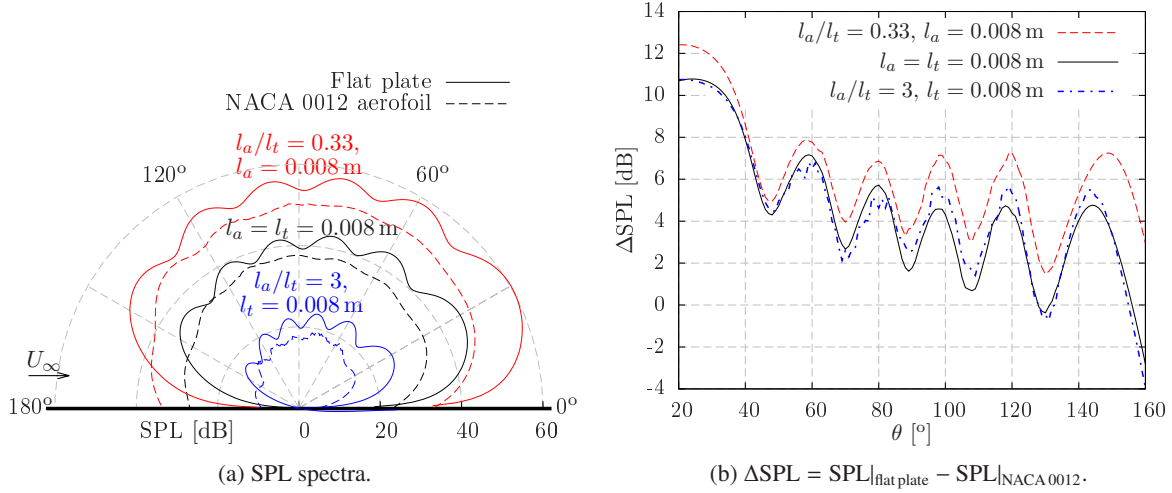 Flat plate
NACA 0012 aerofoil
l_a/l_t = 0.33,
l_a = 0.008 m
120°
60°
l_a = l_t = 0.008 m
l_a/l_t = 3,
l_t = 0.008 m
U_∞
180°
0°
SPL [dB]
0
20
40
60
(a) SPL spectra.
14
12
10
8
6
4
2
0
-2
-4
ΔSPL [dB]
l_a/l_t = 0.33, l_a = 0.008 m
l_a = l_t = 0.008 m
l_a/l_t = 3, l_t = 0.008 m
20
40
60
80
100
120
140
160
θ [°]
(b) ΔSPL = SPL|flat plate − SPL|NACA 0012.